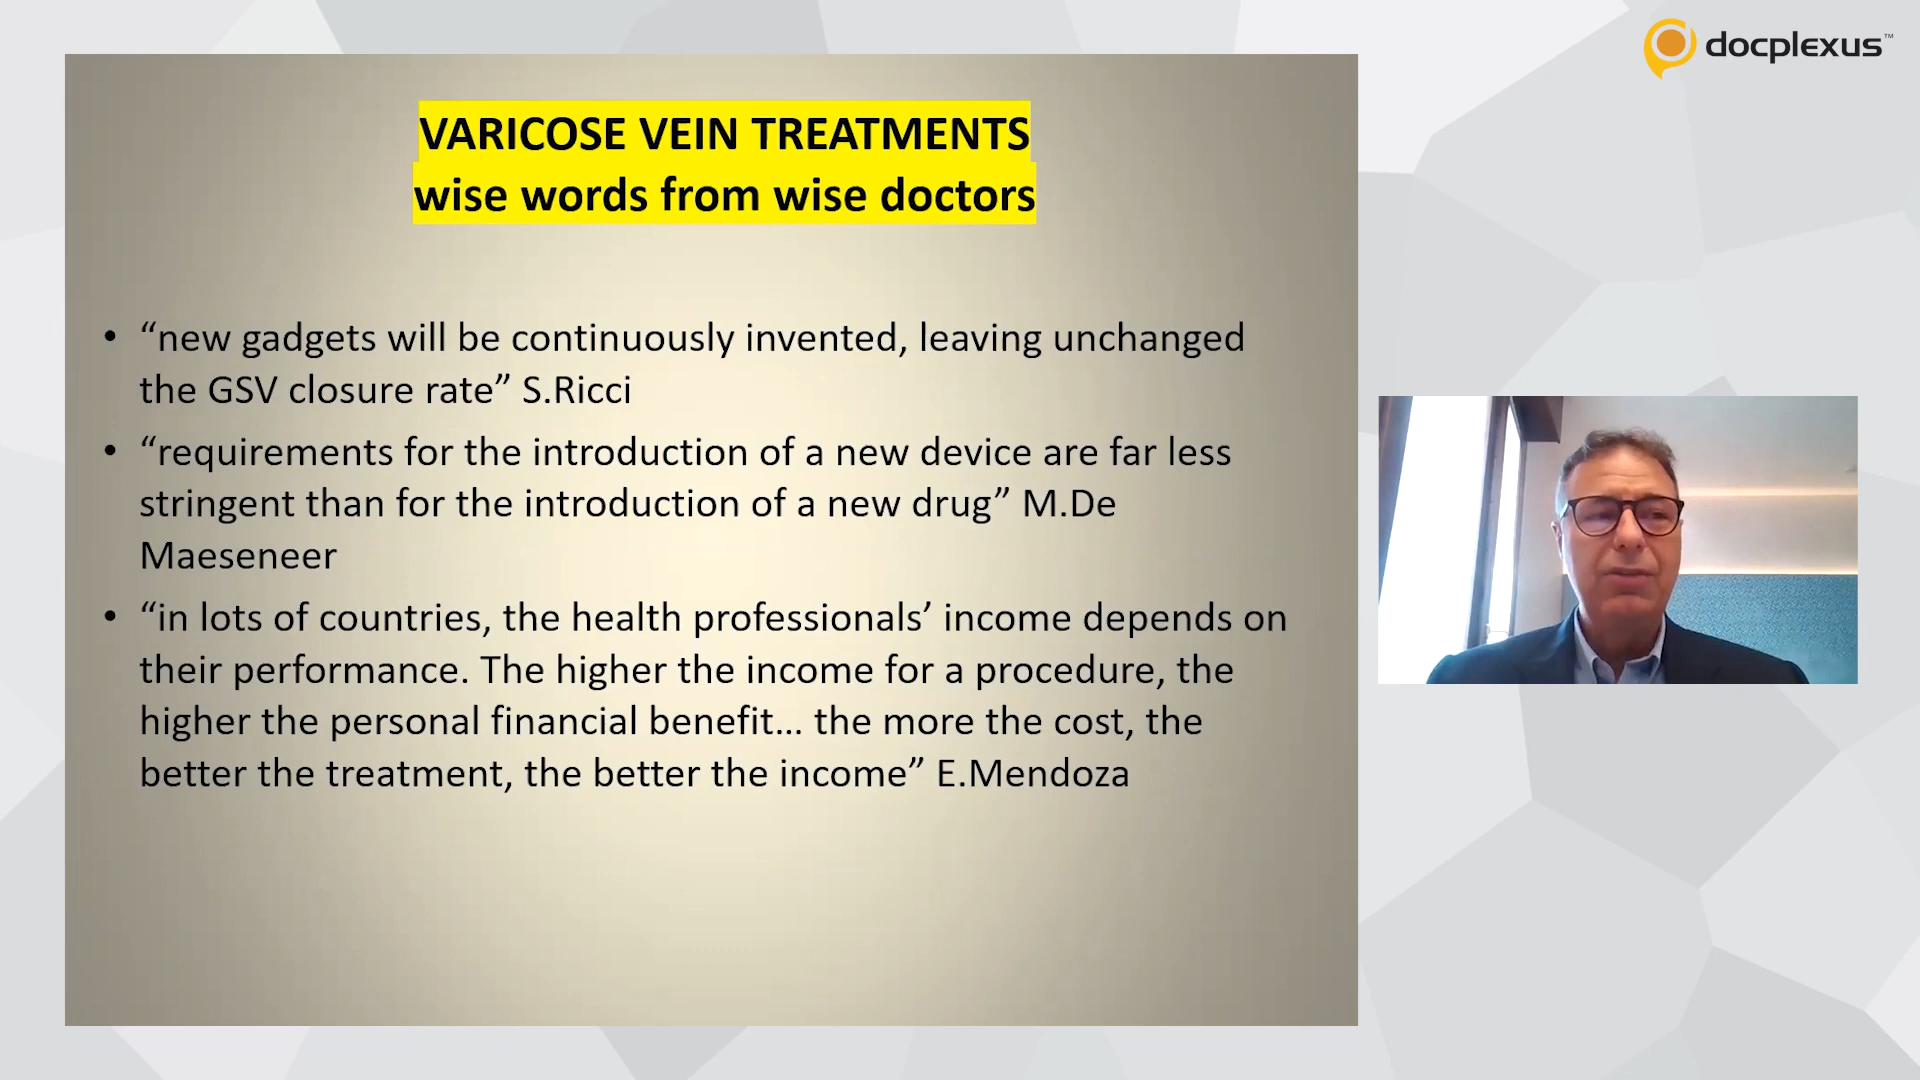 docplexus™
VARICOSE VEIN TREATMENTS
wise words from wise doctors
• “new gadgets will be continuously invented, leaving unchanged
the GSV closure rate” S.Ricci
• “requirements for the introduction of a new device are far less
stringent than for the introduction of a new drug” M.De
Maeseneer
• “in lots of countries, the health professionals’ income depends on
their performance. The higher the income for a procedure, the
higher the personal financial benefit… the more the cost, the
better the treatment, the better the income” E.Mendoza